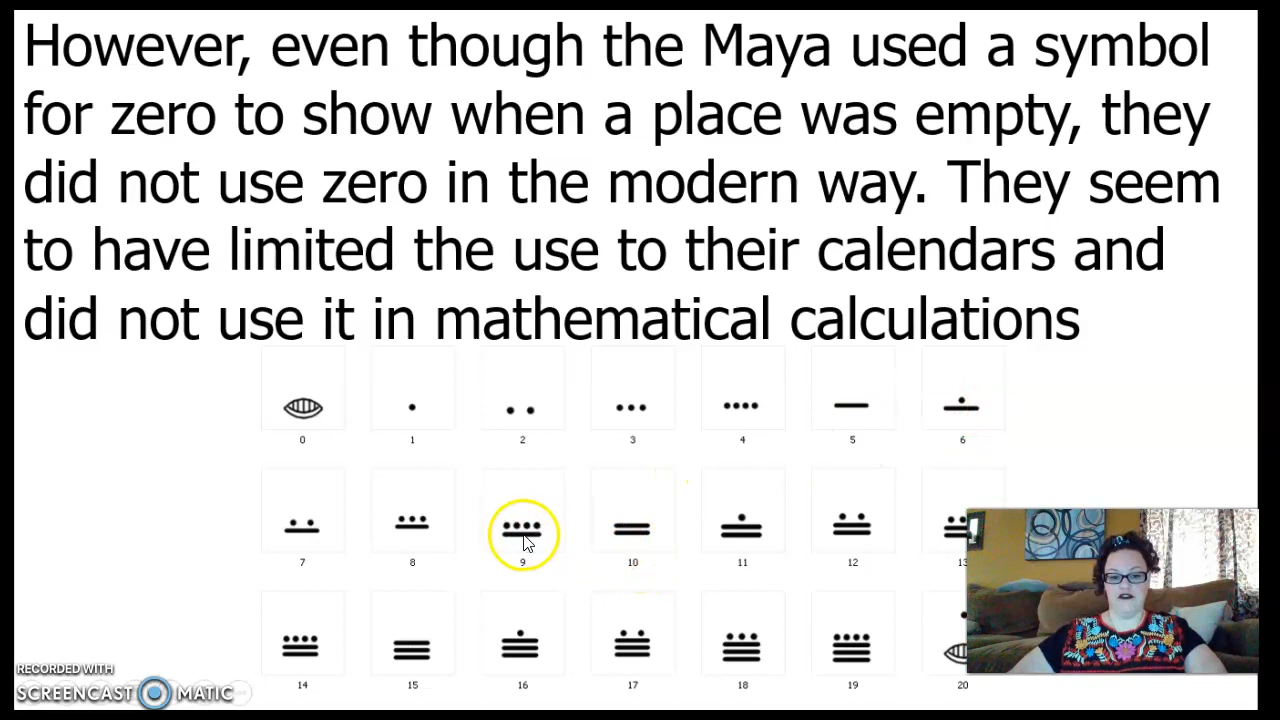 However, even though the Maya used a symbol
for zero to show when a place was empty, they
did not use zero in the modern way. They seem
to have limited the use to their calendars and
did not use it in mathematical calculations
0 1 2 3 4 5 6
7 8 9 10 11 12 13
14 15 16 17 18 19 20
RECORDED WITH
SCREENCAST MATIC